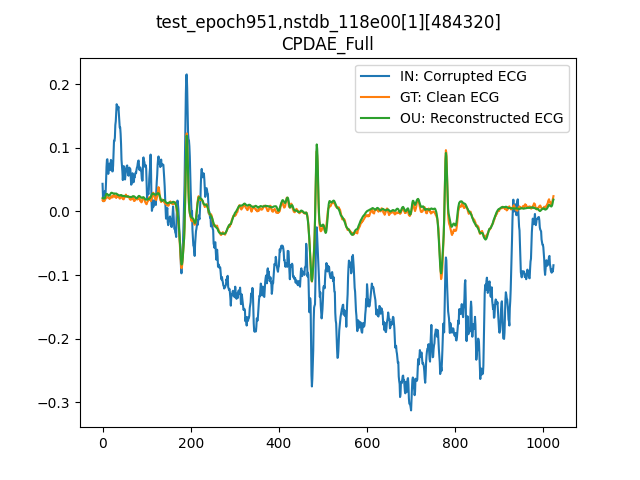 test_epoch951,nstdb_118e00[1][484320]
CPDAE_Full
IN: Corrupted ECG
GT: Clean ECG
OU: Reconstructed ECG
0.2
0.1
0.0
−0.1
−0.2
−0.3
0 200 400 600 800 1000